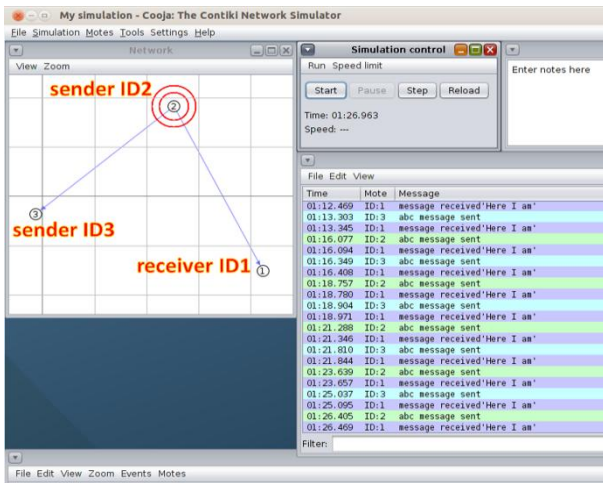 My simulation - Cooja: The Contiki Network Simulator
File Simulation Motes Tools Settings Help
Network
View Zoom
sender ID2
2
3
sender ID3
receiver ID1
1
Simulation control
Run Speed limit
Start Pause Step Reload
Time: 01:26.963
Speed: ---
Enter notes here
File Edit View
Time Mote Message
01:12.469 ID:1 message received'Here I am'
01:13.303 ID:3 abc message sent
01:13.345 ID:1 message received'Here I am'
01:16.077 ID:2 abc message sent
01:16.094 ID:1 message received'Here I am'
01:16.349 ID:3 abc message sent
01:16.408 ID:1 message received'Here I am'
01:18.757 ID:2 abc message sent
01:18.780 ID:1 message received'Here I am'
01:18.904 ID:3 abc message sent
01:18.971 ID:1 message received'Here I am'
01:21.288 ID:2 abc message sent
01:21.346 ID:1 message received'Here I am'
01:21.810 ID:3 abc message sent
01:21.844 ID:1 message received'Here I am'
01:23.639 ID:2 abc message sent
01:23.657 ID:1 message received'Here I am'
01:25.037 ID:3 abc message sent
01:25.095 ID:1 message received'Here I am'
01:26.405 ID:2 abc message sent
01:26.469 ID:1 message received'Here I am'
Filter:
File Edit View Zoom Events Motes